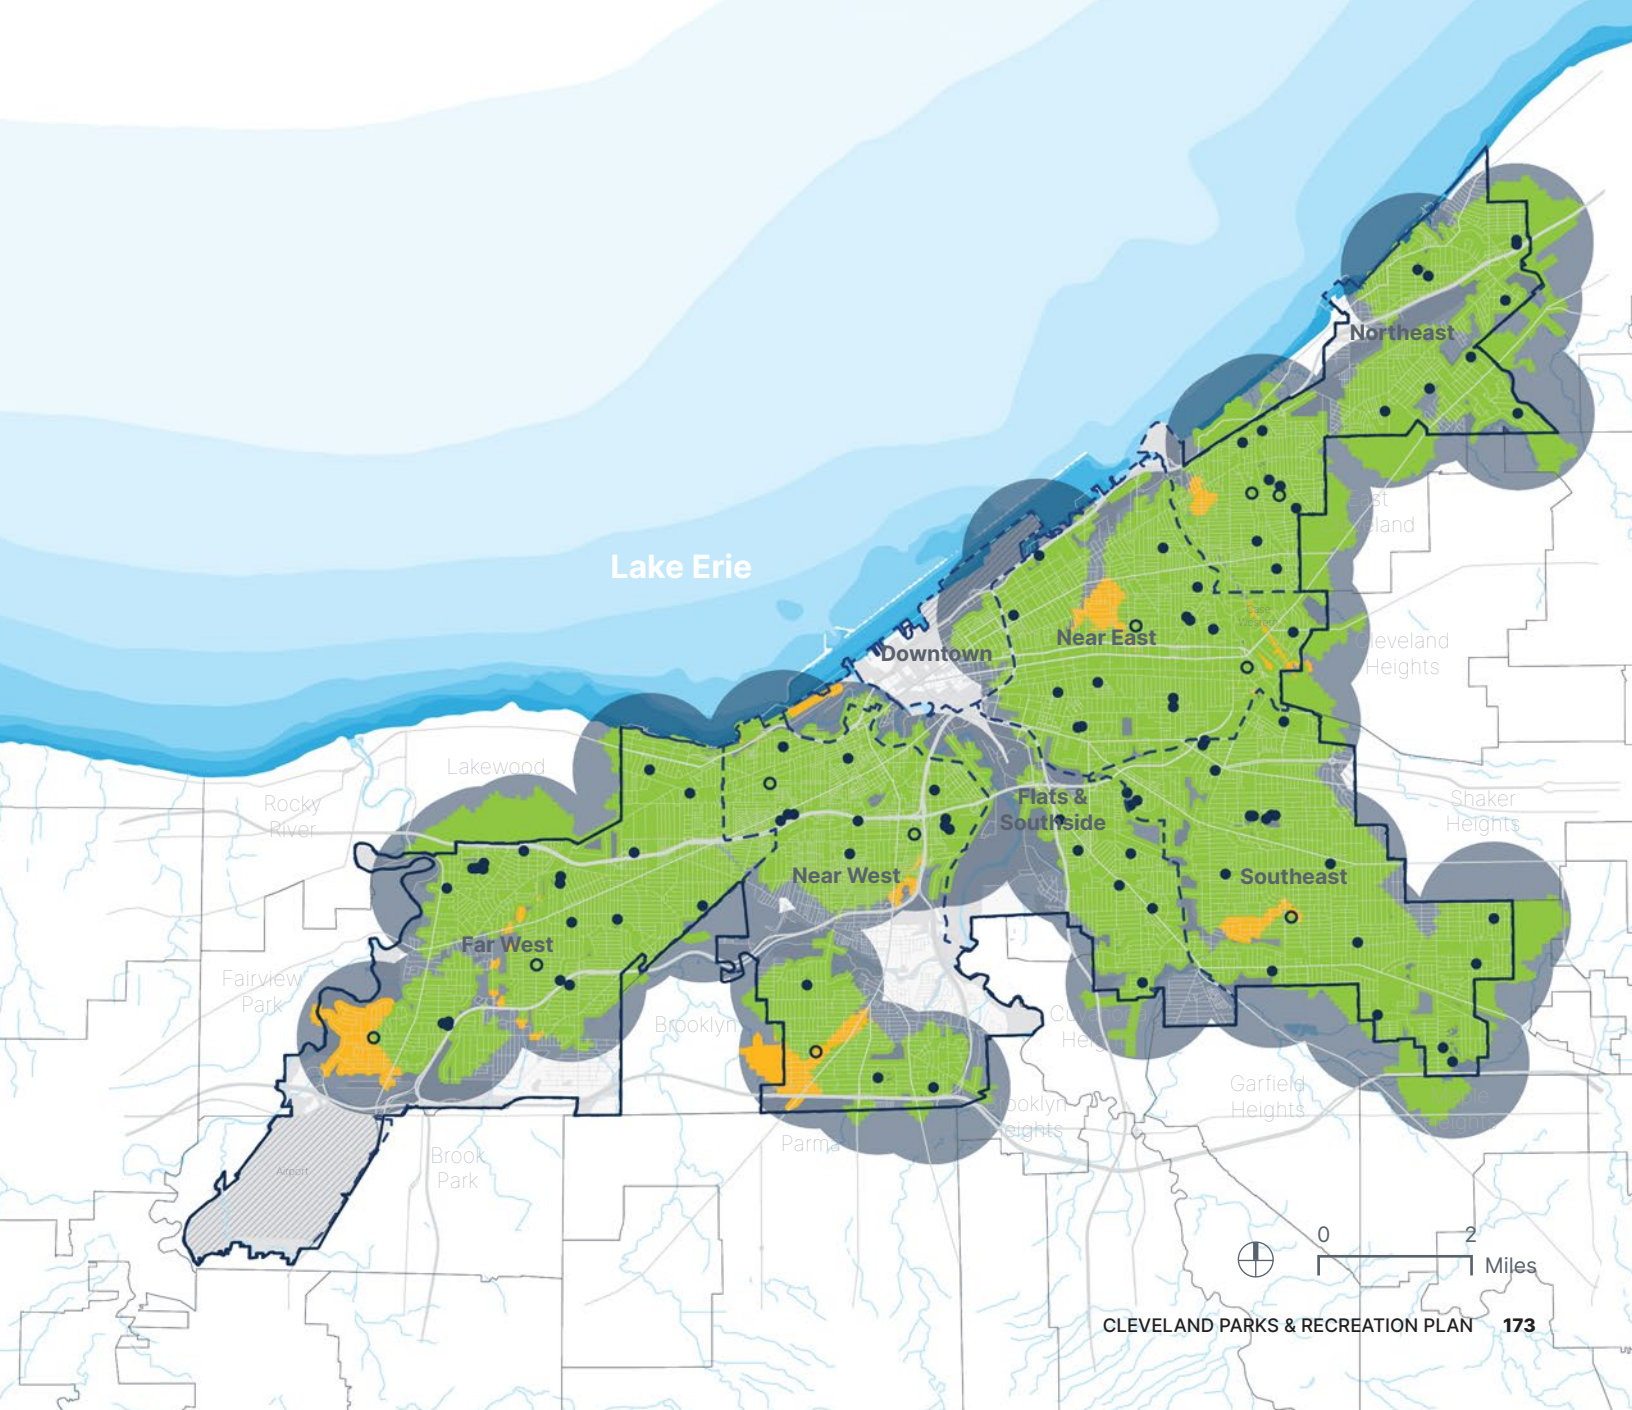 Northeast
Lake Erie
Near East
Downtown
Cleveland
Heights
Lakewood
Rocky
River
Flats &
Southside
Shaker
Heights
Near West
Southeast
Far West
Fairview
Park
Brooklyn
Garfield
Heights
Parma
Brook
Park
Airport
0
2
Miles
CLEVELAND PARKS & RECREATION PLAN 173